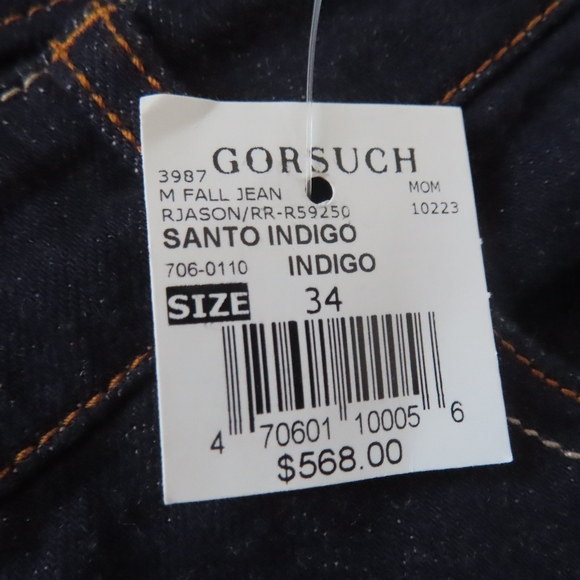 3987 GORSUCH
M FALL JEAN MOM
RJASON/RR-R59250 10223
SANTO INDIGO
706-0110 INDIGO
SIZE 34
4 70601 10005 6
$568.00